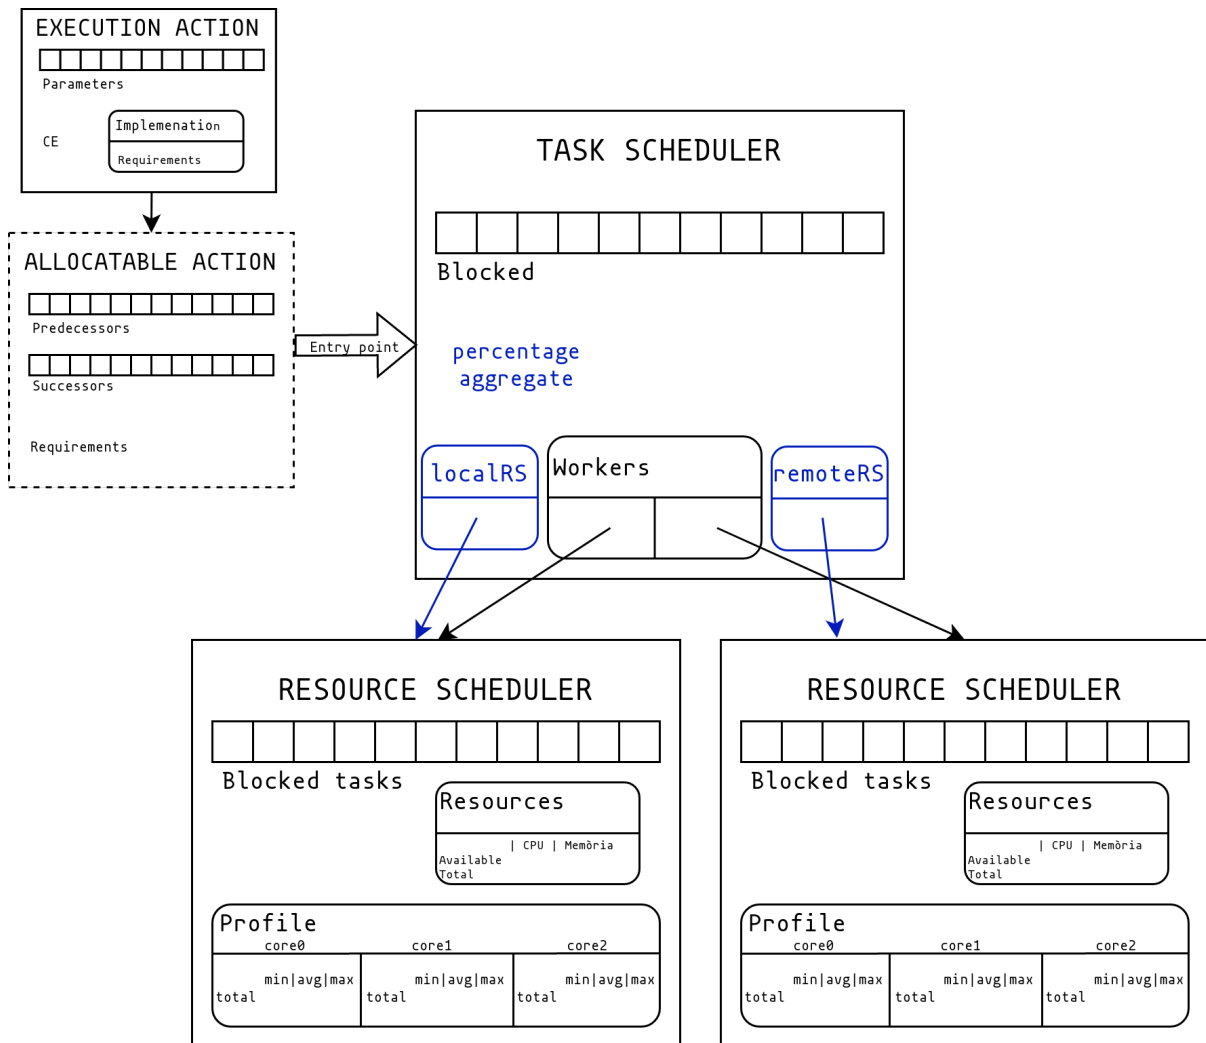 EXECUTION ACTION
Parameters
CE
Implemenation
Requirements
ALLOCATABLE ACTION
Predecessors
Successors
Requirements
Entry point
TASK SCHEDULER
Blocked
percentage
aggregate
localRS
Workers
remoteRS
RESOURCE SCHEDULER
Blocked tasks
Resources
| CPU | Memòria
Available
Total
Profile
core0 core1 core2
min|avg|max min|avg|max min|avg|max
total total total
RESOURCE SCHEDULER
Blocked tasks
Resources
| CPU | Memòria
Available
Total
Profile
core0 core1 core2
min|avg|max min|avg|max min|avg|max
total total total